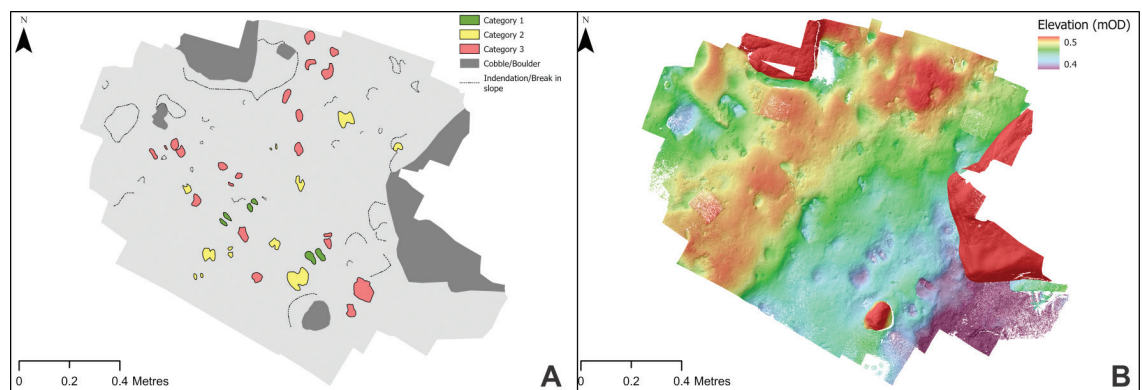 N
Category 1
Category 2
Category 3
Cobble/Boulder
Indendation/Break in
slope
0 0.2 0.4 Metres
A
N
Elevation (mOD)
0.5
0.4
0 0.2 0.4 Metres
B